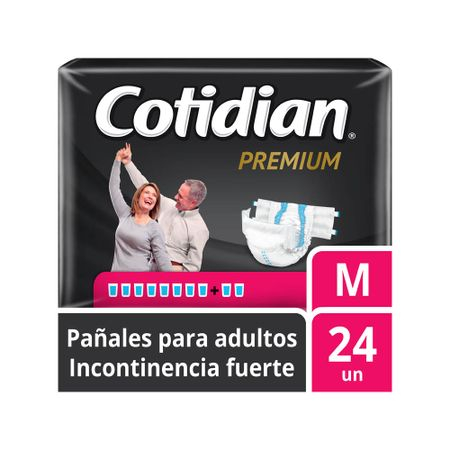 Cotidian®
PREMIUM
+
M
Pañales para adultos
Incontinencia fuerte
24
un